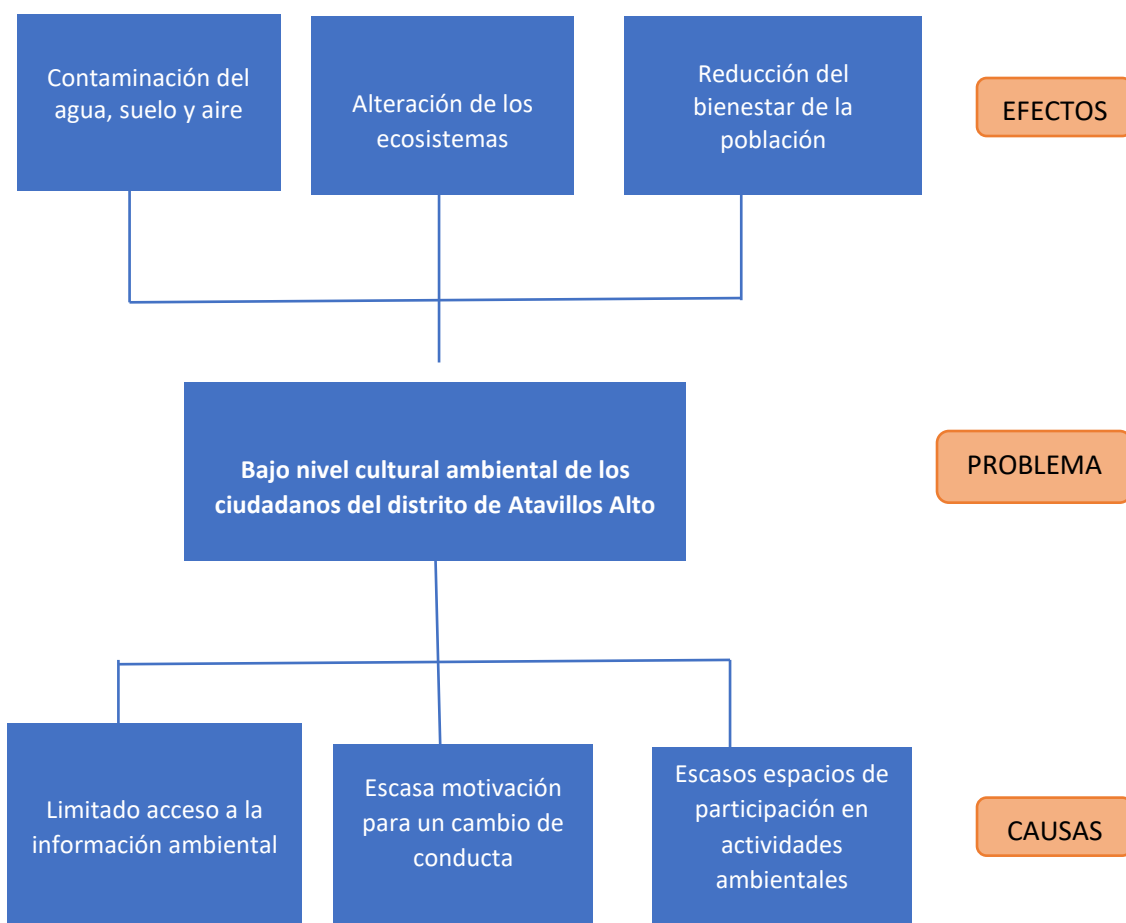 Contaminación del
agua, suelo y aire
Alteración de los
ecosistemas
Reducción del
bienestar de la
población
EFECTOS
Bajo nivel cultural ambiental de los
ciudadanos del distrito de Atavillos Alto
PROBLEMA
Limitado acceso a la
información ambiental
Escasa motivación
para un cambio de
conducta
Escasos espacios de
participación en
actividades
ambientales
CAUSAS